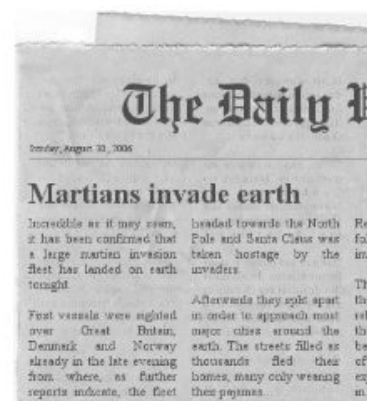 The Daily
August 30, 2006
Martians invade earth
Incredible as it may seem,
it has been confirmed that
a large martian invasion
fleet has landed on earth
tonight.
First vessels were sighted
over Great Britain,
Denmark and Norway
already in the late evening
from where, as further
reports indicate, the fleet
headed towards the North
Pole and Santa Claus was
taken hostage by the
invaders.
Afterwards they split apart
in order to approach most
major cities around the
earth. The streets filled as
thousands fled their
homes, many only wearing
their pajamas.